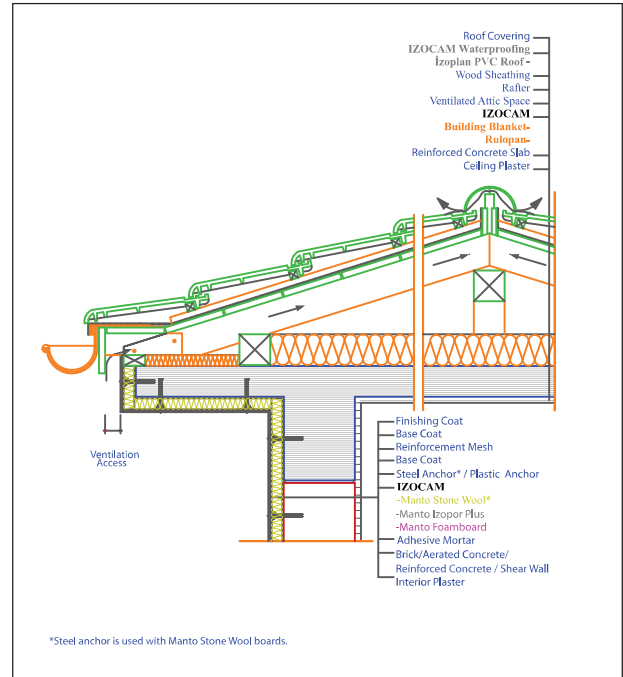 Roof Covering
IZOCAM Waterproofing
İzoplan PVC Roof -
Wood Sheathing
Rafter
Ventilated Attic Space
IZOCAM
Building Blanket-
Rulopan-
Reinforced Concrete Slab
Ceiling Plaster
Ventilation
Access
Finishing Coat
Base Coat
Reinforcement Mesh
Base Coat
Steel Anchor* / Plastic Anchor
IZOCAM
-Manto Stone Wool*
-Manto Izopor Plus
-Manto Foamboard
Adhesive Mortar
Brick/Aerated Concrete/
Reinforced Concrete / Shear Wall
Interior Plaster
*Steel anchor is used with Manto Stone Wool boards.